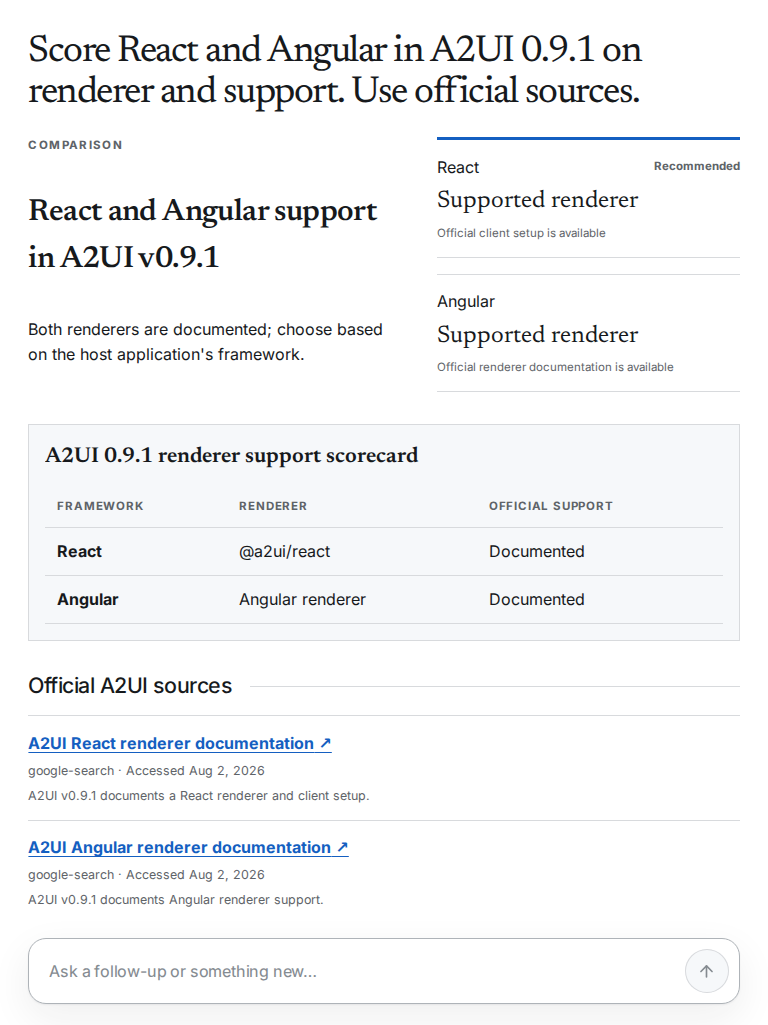 Score React and Angular in A2UI 0.9.1 on
renderer and support. Use official sources.
COMPARISON
React and Angular support
in A2UI v0.9.1
Both renderers are documented; choose based
on the host application's framework.
React
Recommended
Supported renderer
Official client setup is available
Angular
Supported renderer
Official renderer documentation is available
A2UI 0.9.1 renderer support scorecard
FRAMEWORK RENDERER OFFICIAL SUPPORT
React @a2ui/react Documented
Angular Angular renderer Documented
Official A2UI sources
A2UI React renderer documentation ↗
google-search · Accessed Aug 2, 2026
A2UI v0.9.1 documents a React renderer and client setup.
A2UI Angular renderer documentation ↗
google-search · Accessed Aug 2, 2026
A2UI v0.9.1 documents Angular renderer support.
Ask a follow-up or something new...